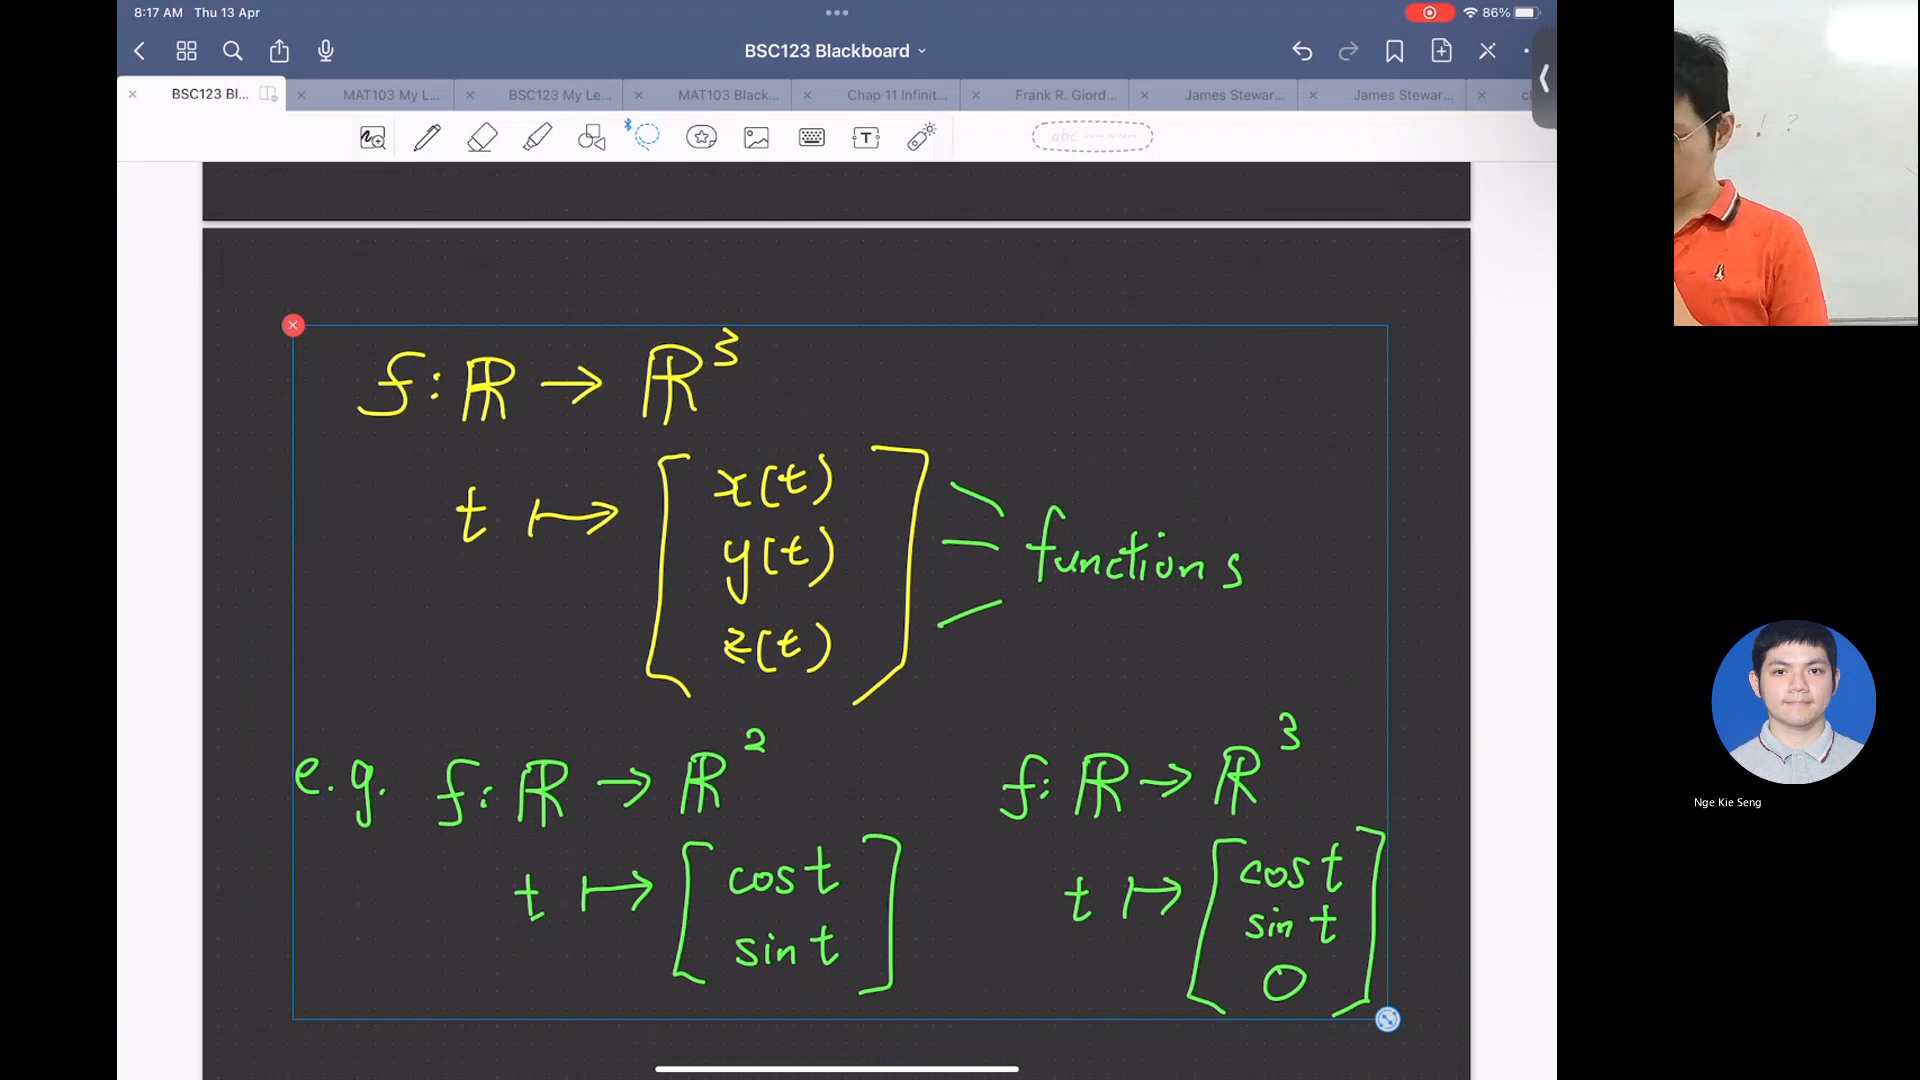 8:17 AM Thu 13 Apr
86%
BSC123 Blackboard
BSC123 Bl...
MAT103 My L...
BSC123 My Le...
MAT103 Black...
Chap 11 Infinit...
Frank R. Giord...
James Stewar...
James Stewar...
T
abc
f: ℝ → ℝ³
t ↦ [ x(t)
y(t)
z(t) ]
functions
e.g. f: ℝ → ℝ²
t ↦ [ cos t
sin t ]
f: ℝ → ℝ³
t ↦ [ cos t
sin t
0 ]
Nge Kie Seng